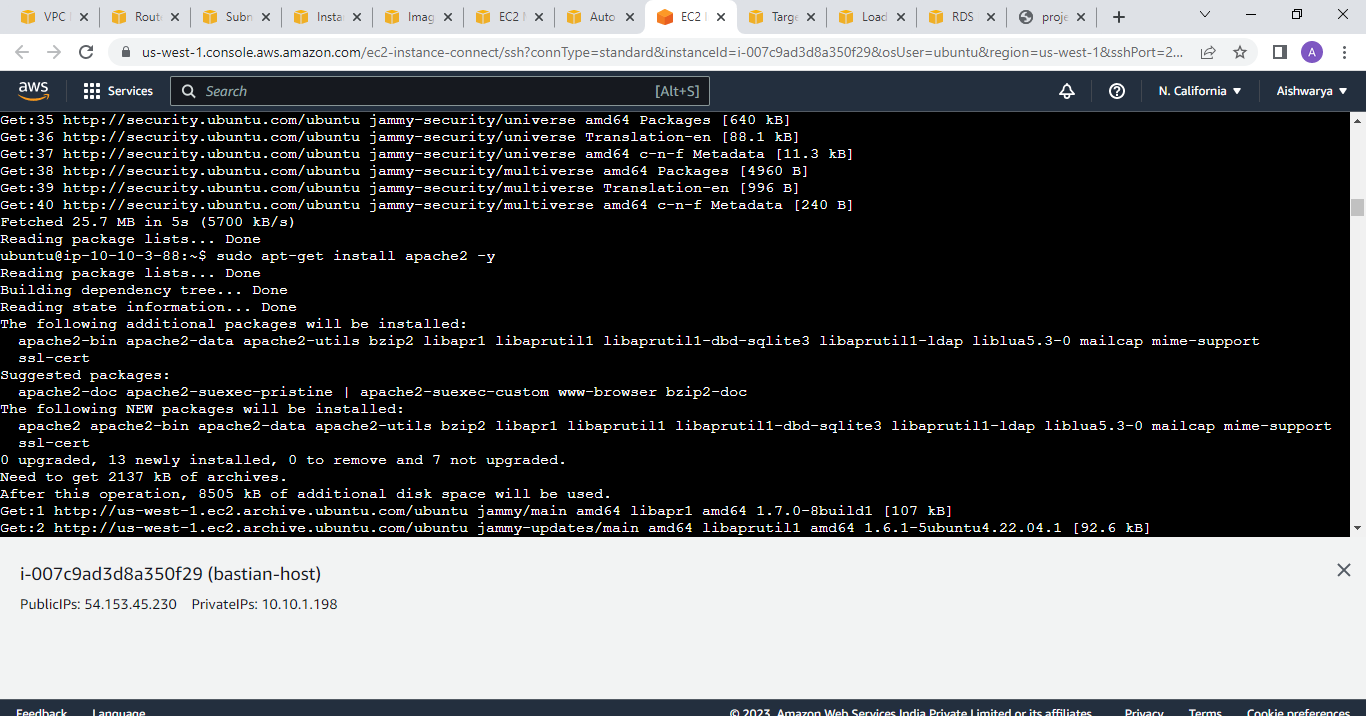 VPC
Rout
Subn
Insta
Imag
EC2
Auto
EC2
Targe
Load
RDS
proje
us-west-1.console.aws.amazon.com/ec2-instance-connect/ssh?connType=standard&instanceId=i-007c9ad3d8a350f29&osUser=ubuntu&region=us-west-1&sshPort=2...
A
aws
Services
Search
[Alt+S]
N. California
Aishwarya
Get:35 http://security.ubuntu.com/ubuntu jammy-security/universe amd64 Packages [640 kB]
Get:36 http://security.ubuntu.com/ubuntu jammy-security/universe Translation-en [88.1 kB]
Get:37 http://security.ubuntu.com/ubuntu jammy-security/universe amd64 c-n-f Metadata [11.3 kB]
Get:38 http://security.ubuntu.com/ubuntu jammy-security/multiverse amd64 Packages [4960 B]
Get:39 http://security.ubuntu.com/ubuntu jammy-security/multiverse Translation-en [996 B]
Get:40 http://security.ubuntu.com/ubuntu jammy-security/multiverse amd64 c-n-f Metadata [240 B]
Fetched 25.7 MB in 5s (5700 kB/s)
Reading package lists... Done
ubuntu@ip-10-10-3-88:~$ sudo apt-get install apache2 -y
Reading package lists... Done
Building dependency tree... Done
Reading state information... Done
The following additional packages will be installed:
apache2-bin apache2-data apache2-utils bzip2 libapr1 libaprutil1 libaprutil1-dbd-sqlite3 libaprutil1-ldap liblua5.3-0 mailcap mime-support
ssl-cert
Suggested packages:
apache2-doc apache2-suexec-pristine | apache2-suexec-custom www-browser bzip2-doc
The following NEW packages will be installed:
apache2 apache2-bin apache2-data apache2-utils bzip2 libapr1 libaprutil1 libaprutil1-dbd-sqlite3 libaprutil1-ldap liblua5.3-0 mailcap mime-support
ssl-cert
0 upgraded, 13 newly installed, 0 to remove and 7 not upgraded.
Need to get 2137 kB of archives.
After this operation, 8505 kB of additional disk space will be used.
Get:1 http://us-west-1.ec2.archive.ubuntu.com/ubuntu jammy/main amd64 libapr1 amd64 1.7.0-8build1 [107 kB]
Get:2 http://us-west-1.ec2.archive.ubuntu.com/ubuntu jammy-updates/main amd64 libaprutil1 amd64 1.6.1-5ubuntu4.22.04.1 [92.6 kB]
i-007c9ad3d8a350f29 (bastian-host)
PublicIPs: 54.153.45.230 PrivateIPs: 10.10.1.198
Feedback Language © 2023, Amazon Web Services India Private Limited or its affiliates. Privacy Terms Cookie preferences